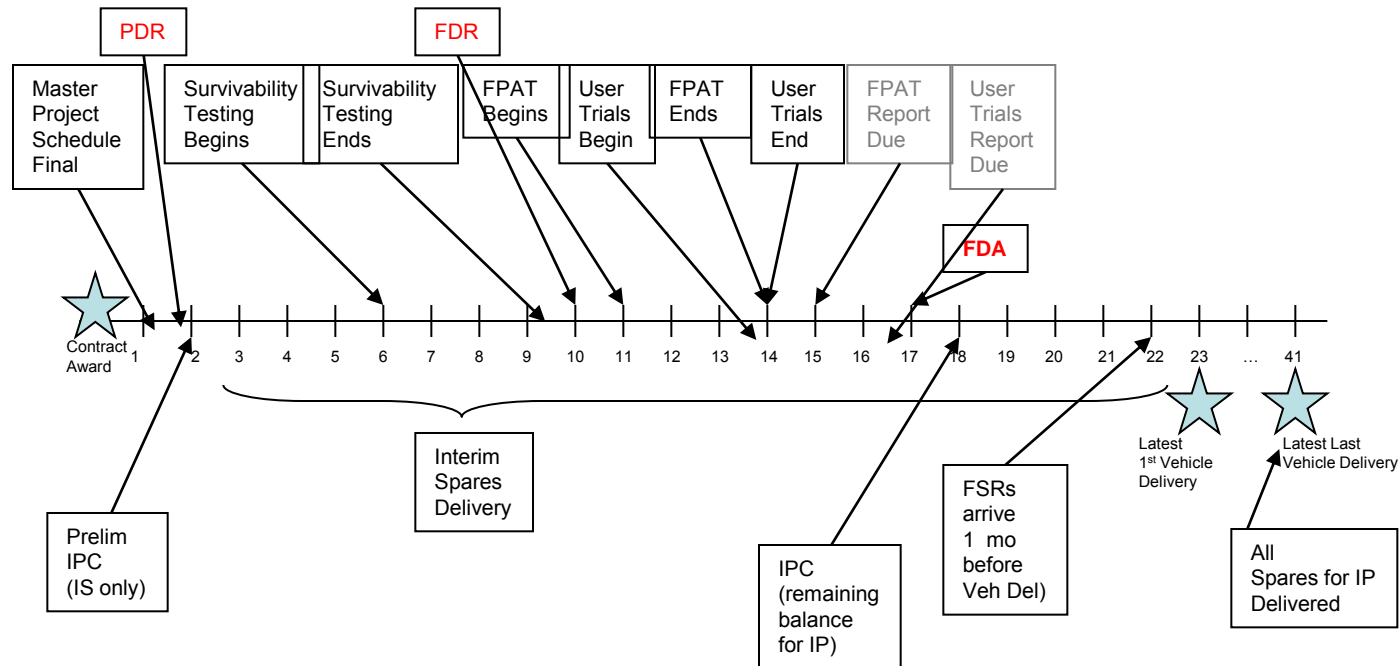 PDR
FDR
Master
Project
Schedule
Final
Survivability
Testing
Begins
Survivability
Testing
Ends
FPAT
Begins
User
Trials
Begin
FPAT
Ends
User
Trials
End
FPAT
Report
Due
User
Trials
Report
Due
FDA
Contract
Award
1
2
3
4
5
6
7
8
9
10
11
12
13
14
15
16
17
18
19
20
21
22
23
...
41
Latest
1st Vehicle
Delivery
Latest Last
Vehicle Delivery
Interim
Spares
Delivery
Prelim
IPC
(IS only)
IPC
(remaining
balance
for IP)
FSRs
arrive
1 mo
before
Veh Del)
All
Spares for IP
Delivered